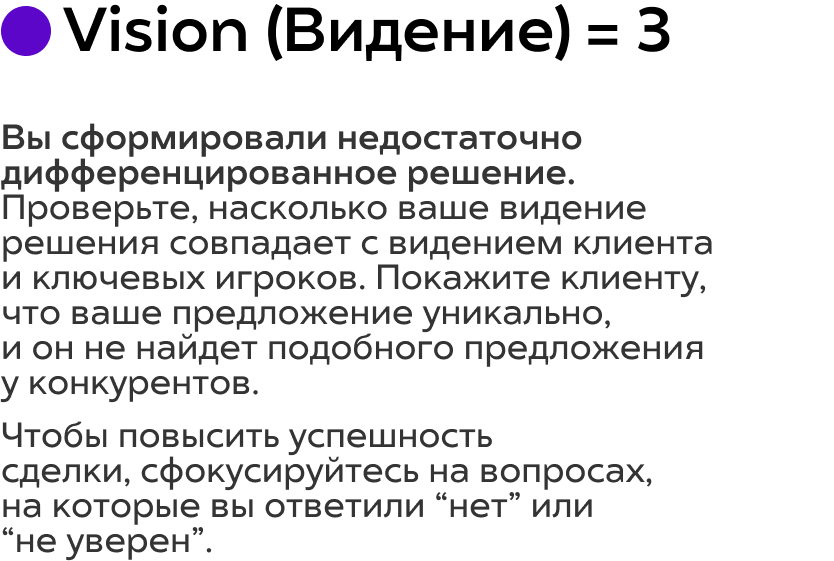 Vision (Видение) = 3
Вы сформировали недостаточно
дифференцированное решение.
Проверьте, насколько ваше видение
решения совпадает с видением клиента
и ключевых игроков. Покажите клиенту,
что ваше предложение уникально,
и он не найдет подобного предложения
у конкурентов.
Чтобы повысить успешность
сделки, сфокусируйтесь на вопросах,
на которые вы ответили “нет” или
“не уверен”.